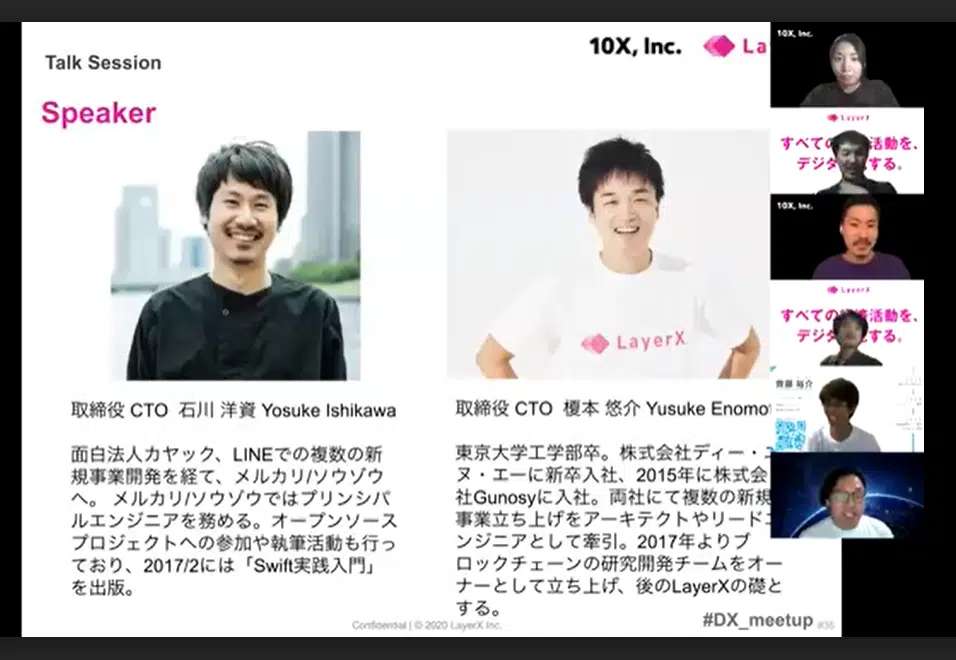 Talk Session
10X, Inc.
La
Speaker
LayerX
取締役 CTO 石川 洋資 Yosuke Ishikawa
面白法人カヤック、LINEでの複数の新
規事業開発を経て、メルカリ/ソウゾウ
へ。 メルカリ/ソウゾウではプリンシパ
ルエンジニアを務める。オープンソース
プロジェクトへの参加や執筆活動も行っ
ており、2017/2には「Swift実践入門」
を出版。
取締役 CTO 榎本 悠介 Yusuke Enomo
東京大学工学部卒。株式会社ディー・エ
ヌ・エーに新卒入社、2015年に株式会
社Gunosyに入社。両社にて複数の新規
事業立ち上げをアーキテクトやリードエ
ンジニアとして牽引。2017年よりブ
ロックチェーンの研究開発チームをオー
ナーとして立ち上げ、後のLayerXの礎と
する。
Confidential | © 2020 LayerX Inc.
#DX_meetup
#36
10X, Inc.
LayerX
すべての 活動を、
デジタ する。
10X, Inc.
LayerX
すべての 済活動を、
デジタ する。
齊藤 裕介